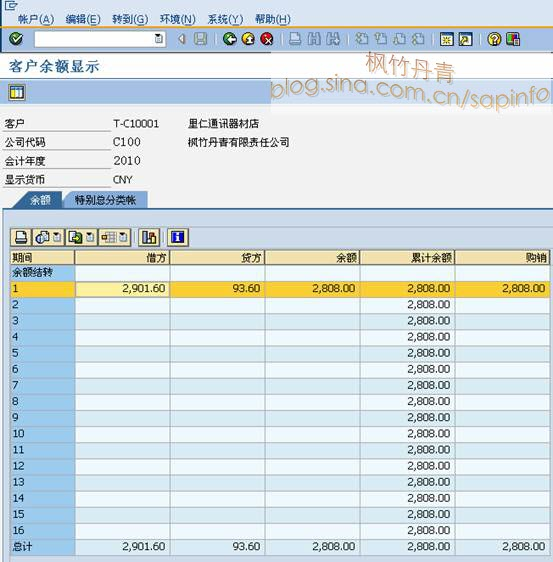 帐户(A) 编辑(E) 转到(G) 环境(N) 系统(Y) 帮助(H)
客户余额显示
枫竹丹青
blog.sina.com.cn/sapinfo
客户 T-C10001 里仁通讯器材店
公司代码 C100 枫竹丹青有限责任公司
会计年度 2010
显示货币 CNY
余额 特别总分类帐
期间 借方 贷方 余额 累计余额 购销
余额结转
1 2,901.60 93.60 2,808.00 2,808.00 2,808.00
2 2,808.00
3 2,808.00
4 2,808.00
5 2,808.00
6 2,808.00
7 2,808.00
8 2,808.00
9 2,808.00
10 2,808.00
11 2,808.00
12 2,808.00
13 2,808.00
14 2,808.00
15 2,808.00
16 2,808.00
总计 2,901.60 93.60 2,808.00 2,808.00 2,808.00